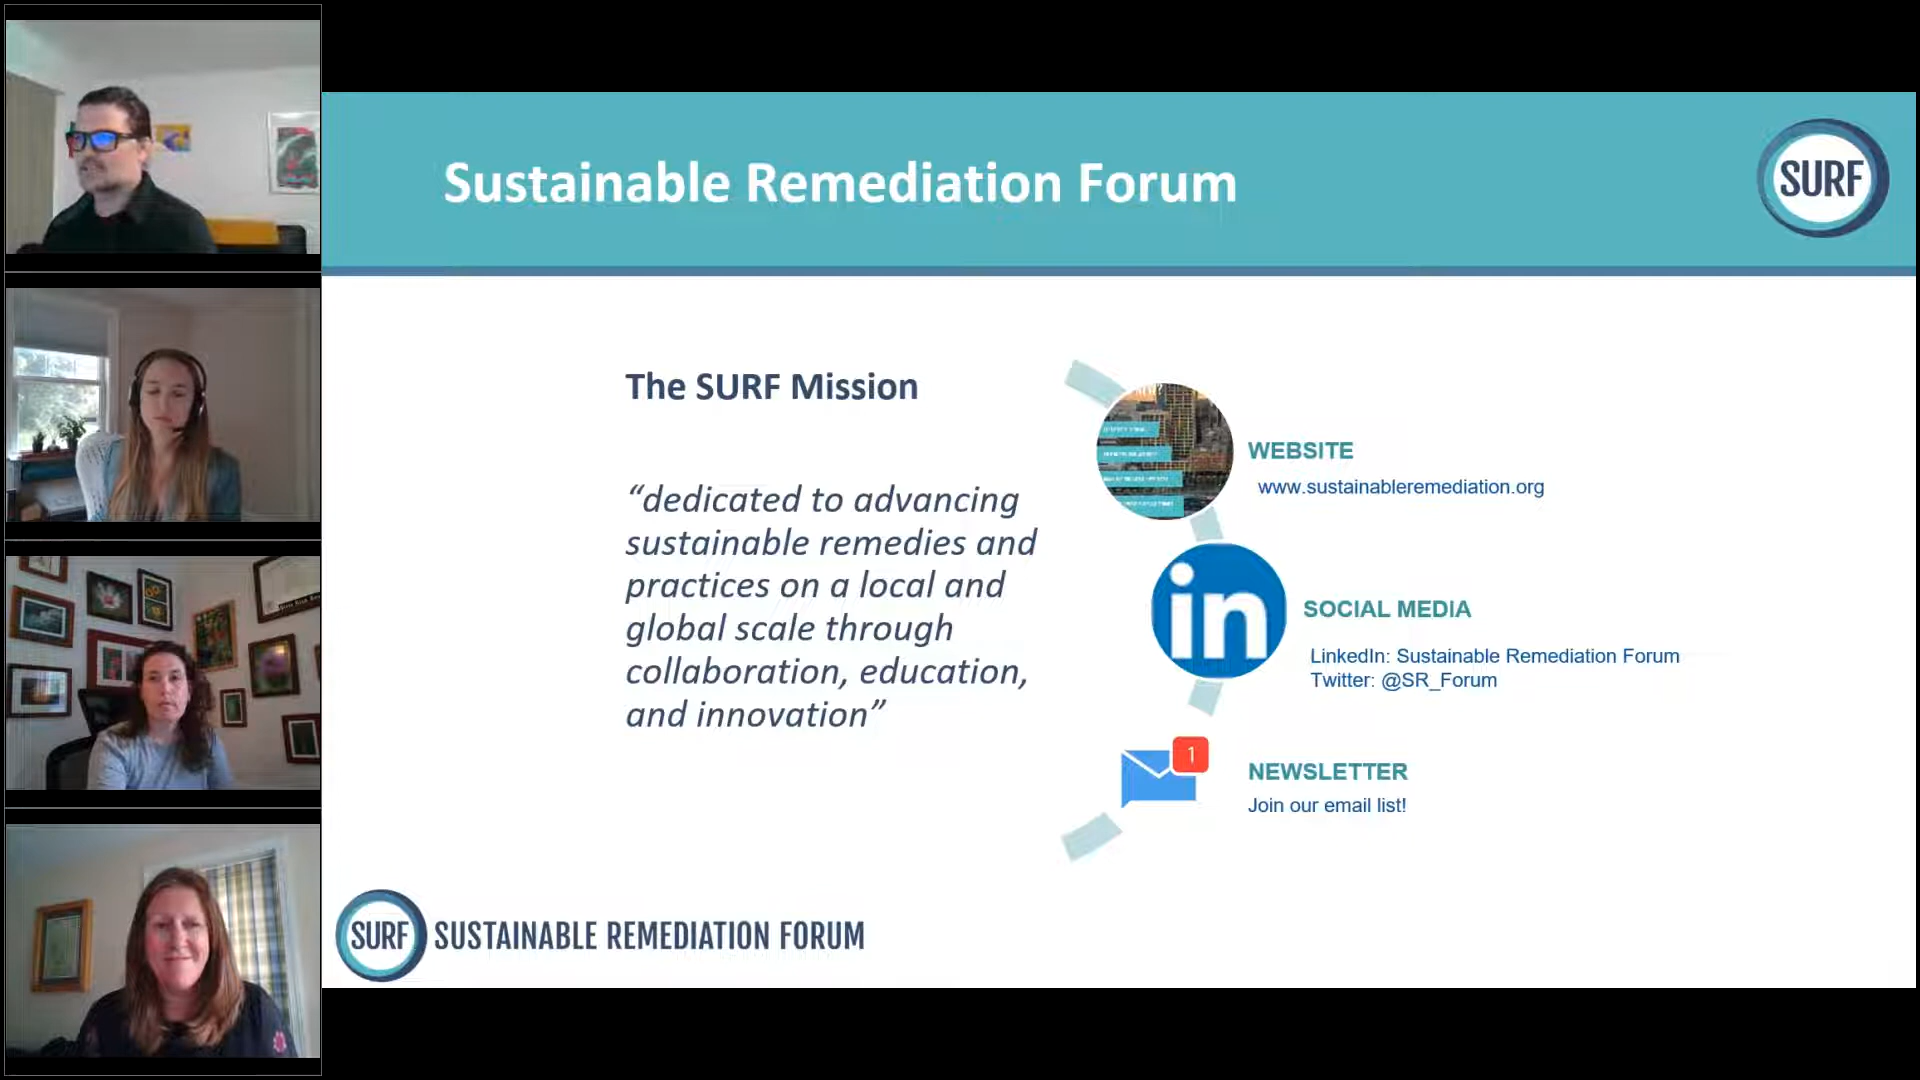 Sustainable Remediation Forum
SURF
The SURF Mission
“dedicated to advancing
sustainable remedies and
practices on a local and
global scale through
collaboration, education,
and innovation”
WEBSITE
www.sustainableremediation.org
in
SOCIAL MEDIA
LinkedIn: Sustainable Remediation Forum
Twitter: @SR_Forum
1
NEWSLETTER
Join our email list!
SURF SUSTAINABLE REMEDIATION FORUM